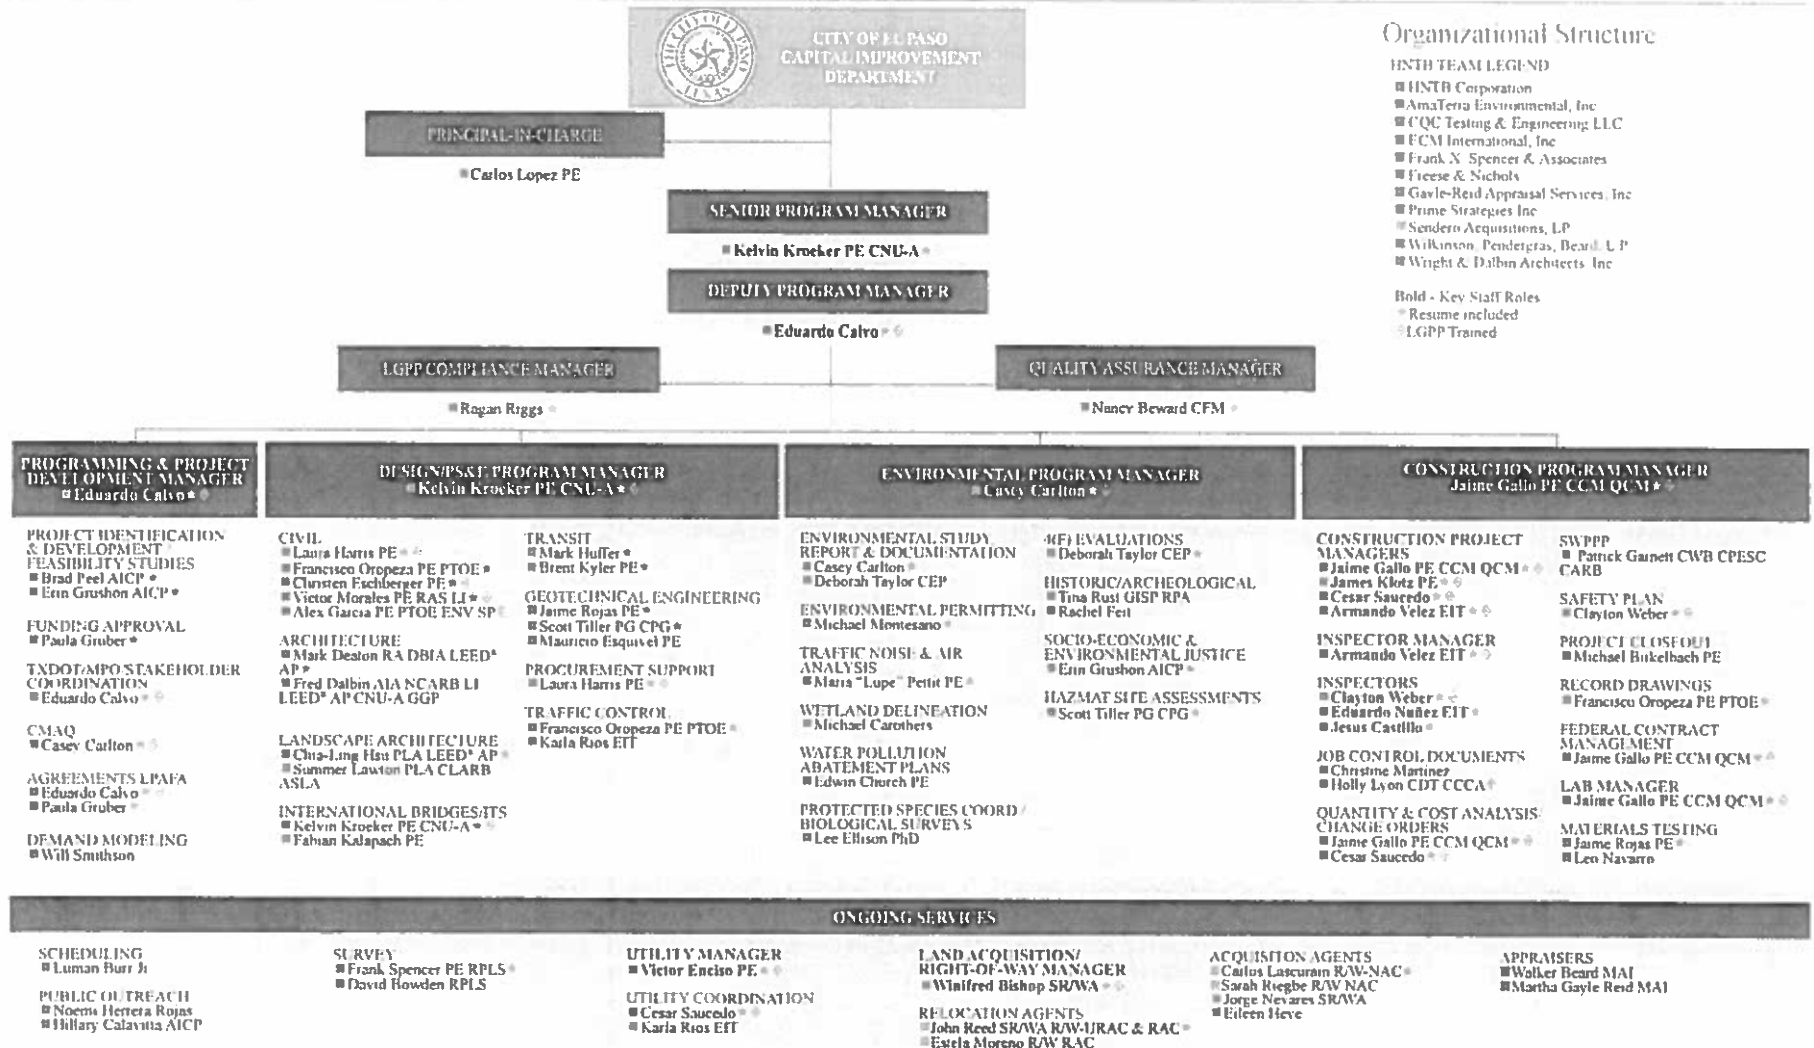 THE CITY OF EL PASO
TEXAS
CITY OF EL PASO
CAPITAL IMPROVEMENT
DEPARTMENT
Organizational Structure
HNTB TEAM LEGEND
HNTB Corporation
AmaTerra Environmental, Inc
CQC Testing & Engineering LLC
ECM International, Inc
Frank X. Spencer & Associates
Freese & Nichols
Gayle-Reid Appraisal Services, Inc
Prime Strategies Inc
Sendero Acquisitions, LP
Wilkinson, Pendergras, Beard, L P
Wright & Dalbin Architects Inc
Bold - Key Staff Roles
Resume included
LGPP Trained
PRINCIPAL-IN-CHARGE
Carlos Lopez PE
SENIOR PROGRAM MANAGER
Kelvin Kroeker PE CNU-A
DEPUTY PROGRAM MANAGER
Eduardo Calvo
LGPP COMPLIANCE MANAGER
Ragan Riggs
QUALITY ASSURANCE MANAGER
Nancy Beward CFM
PROGRAMMING & PROJECT
DEVELOPMENT MANAGER
Eduardo Calvo★
PROJECT IDENTIFICATION
& DEVELOPMENT
FEASIBILITY STUDIES
Brad Peel AICP ★
Erin Grushon AICP ★
FUNDING APPROVAL
Paula Gruber ★
TXDOT/MPO/STAKEHOLDER
COORDINATION
Eduardo Calvo
CMAQ
Casey Carlton
AGREEMENTS LPAFA
Eduardo Calvo
Paula Gruber
DEMAND MODELING
Will Smithson
DESIGN/PS&E PROGRAM MANAGER
Kelvin Kroeker PE CNU-A★
CIVIL
Laura Harris PE
Francisco Oropeza PE PTOE ★
Christen Eschberger PE ★
Victor Morales PE RAS LI ★
Alex Garcia PE PTOE ENV SP
ARCHITECTURE
Mark Deaton RA DBIA LEED®
AP ★
Fred Dalbin AIA NCARB LI
LEED® AP CNU-A GGP
LANDSCAPE ARCHITECTURE
Chia-Ling Hsu PLA LEED® AP
Summer Lawton PLA CLARB
ASLA
INTERNATIONAL BRIDGES/ITS
Kelvin Kroeker PE CNU-A ★
Fabian Kalapach PE
TRANSIT
Mark Huffer ★
Brent Kyler PE ★
GEOTECHNICAL ENGINEERING
Jaime Rojas PE ★
Scott Tiller PG CPG ★
Mauricio Esquivel PE
PROCUREMENT SUPPORT
Laura Harris PE
TRAFFIC CONTROL
Francisco Oropeza PE PTOE
Karla Rios EIT
ENVIRONMENTAL PROGRAM MANAGER
Casey Carlton ★
ENVIRONMENTAL STUDY
REPORT & DOCUMENTATION
Casey Carlton
Deborah Taylor CEP
ENVIRONMENTAL PERMITTING
Michael Montesano
TRAFFIC NOISE & AIR
ANALYSIS
Maria "Lupe" Pettit PE
WETLAND DELINEATION
Michael Carothers
WATER POLLUTION
ABATEMENT PLANS
Edwin Church PE
PROTECTED SPECIES COORD /
BIOLOGICAL SURVEYS
Lee Ellison PhD
4(F) EVALUATIONS
Deborah Taylor CEP
HISTORIC/ARCHEOLOGICAL
Tina Rust GISP RPA
Rachel Feit
SOCIO-ECONOMIC &
ENVIRONMENTAL JUSTICE
Erin Grushon AICP
HAZMAT SITE ASSESSMENTS
Scott Tiller PG CPG
CONSTRUCTION PROGRAM MANAGER
Jaime Gallo PE CCM QCM ★
CONSTRUCTION PROJECT
MANAGERS
Jaime Gallo PE CCM QCM
James Klotz PE
Cesar Saucedo
Armando Velez EIT
INSPECTOR MANAGER
Armando Velez EIT
INSPECTORS
Clayton Weber
Eduardo Nuñez EIT
Jesus Castillo
JOB CONTROL DOCUMENTS
Christine Martinez
Holly Lyon CDT CCCA
QUANTITY & COST ANALYSIS/
CHANGE ORDERS
Jaime Gallo PE CCM QCM
Cesar Saucedo
SWPPP
Patrick Garnett CWB CPESC
CARB
SAFETY PLAN
Clayton Weber
PROJECT CLOSEOUT
Michael Birkelbach PE
RECORD DRAWINGS
Francisco Oropeza PE PTOE
FEDERAL CONTRACT
MANAGEMENT
Jaime Gallo PE CCM QCM
LAB MANAGER
Jaime Gallo PE CCM QCM
MATERIALS TESTING
Jaime Rojas PE
Leo Navarro
ONGOING SERVICES
SCHEDULING
Luman Burr Jr
PUBLIC OUTREACH
Noemi Herrera Rojas
Hillary Calavitta AICP
SURVEY
Frank Spencer PE RPLS
David Bowden RPLS
UTILITY MANAGER
Victor Enciso PE
UTILITY COORDINATION
Cesar Saucedo
Karla Rios EIT
LAND ACQUISITION/
RIGHT-OF-WAY MANAGER
Winifred Bishop SR/WA
RELOCATION AGENTS
John Reed SR/WA R/W-URAC & RAC
Estela Moreno R/W RAC
ACQUISITION AGENTS
Carlos Lascurain R/W-NAC
Sarah Riegbe R/W NAC
Jorge Nevares SR/WA
Eileen Heye
APPRAISERS
Walker Beard MAI
Martha Gayle Reid MAI